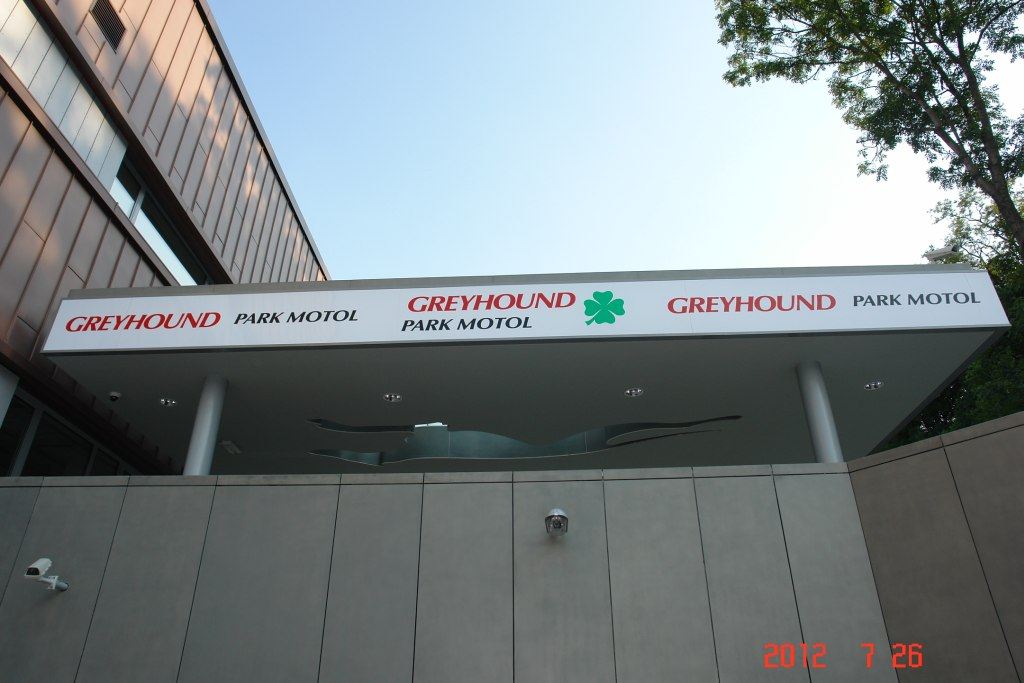 GREYHOUND PARK MOTOL
GREYHOUND
PARK MOTOL
GREYHOUND PARK MOTOL
2012 7 26